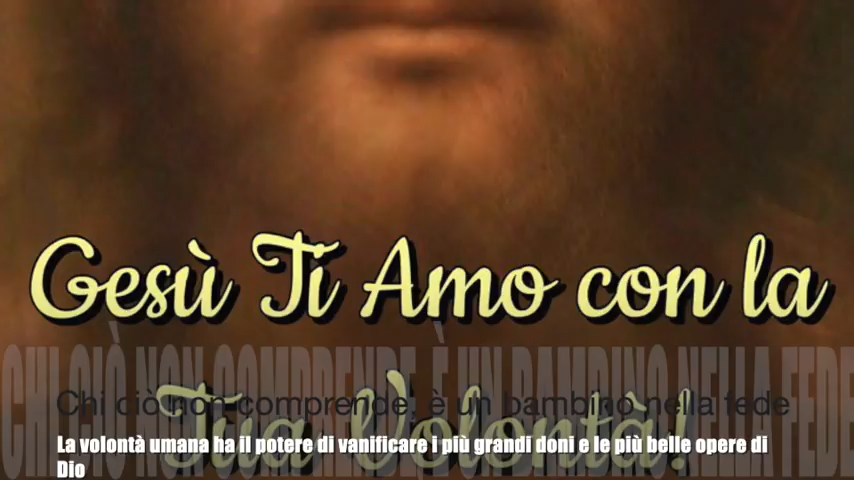 Gesù Ti Amo con la
CHI CIÒ NON COMPRENDE, È UN BAMBINO NELLA FEDE
Chi ciò non comprende, è un bambino nella fede
Tua Volontà!
La volontà umana ha il potere di vanificare i più grandi doni e le più belle opere di
Dio